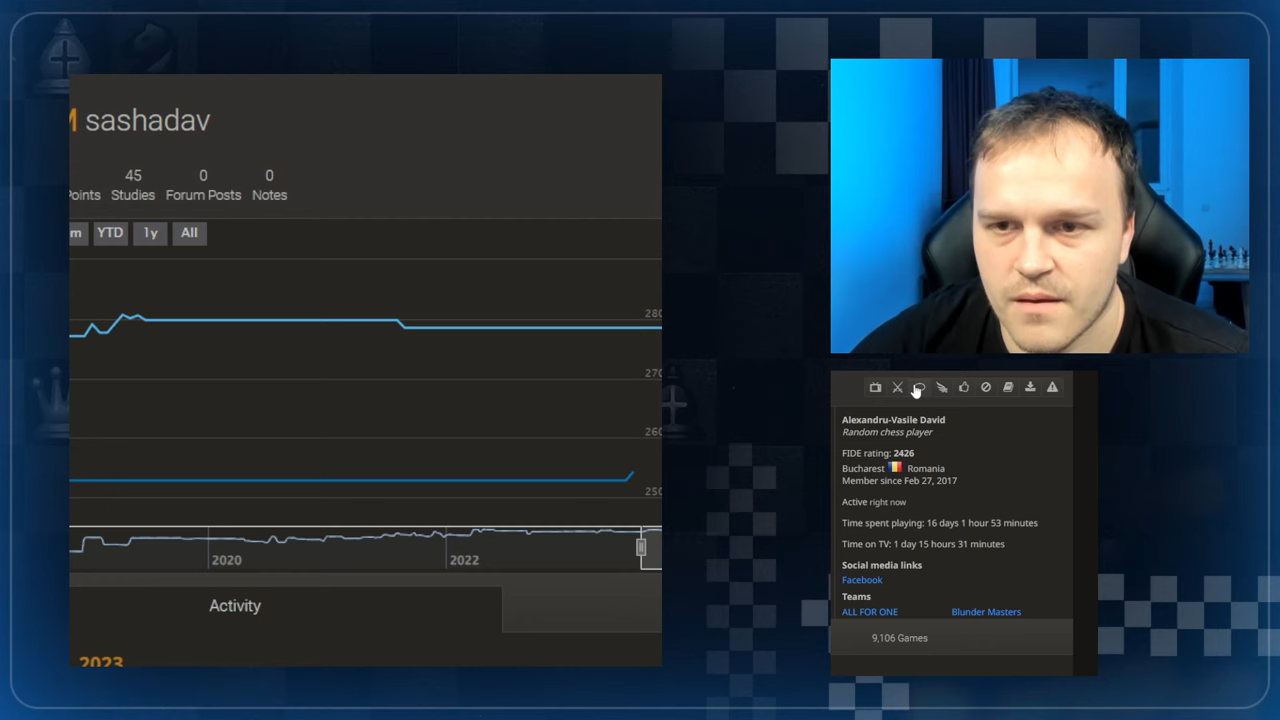 M sashadav
45 0 0
Points Studies Forum Posts Notes
m YTD 1y All
280
270
260
250
2020 2022
Activity
2023
Alexandru-Vasile David
Random chess player
FIDE rating: 2426
Bucharest Romania
Member since Feb 27, 2017
Active right now
Time spent playing: 16 days 1 hour 53 minutes
Time on TV: 1 day 15 hours 31 minutes
Social media links
Facebook
Teams
ALL FOR ONE Blunder Masters
9,106 Games